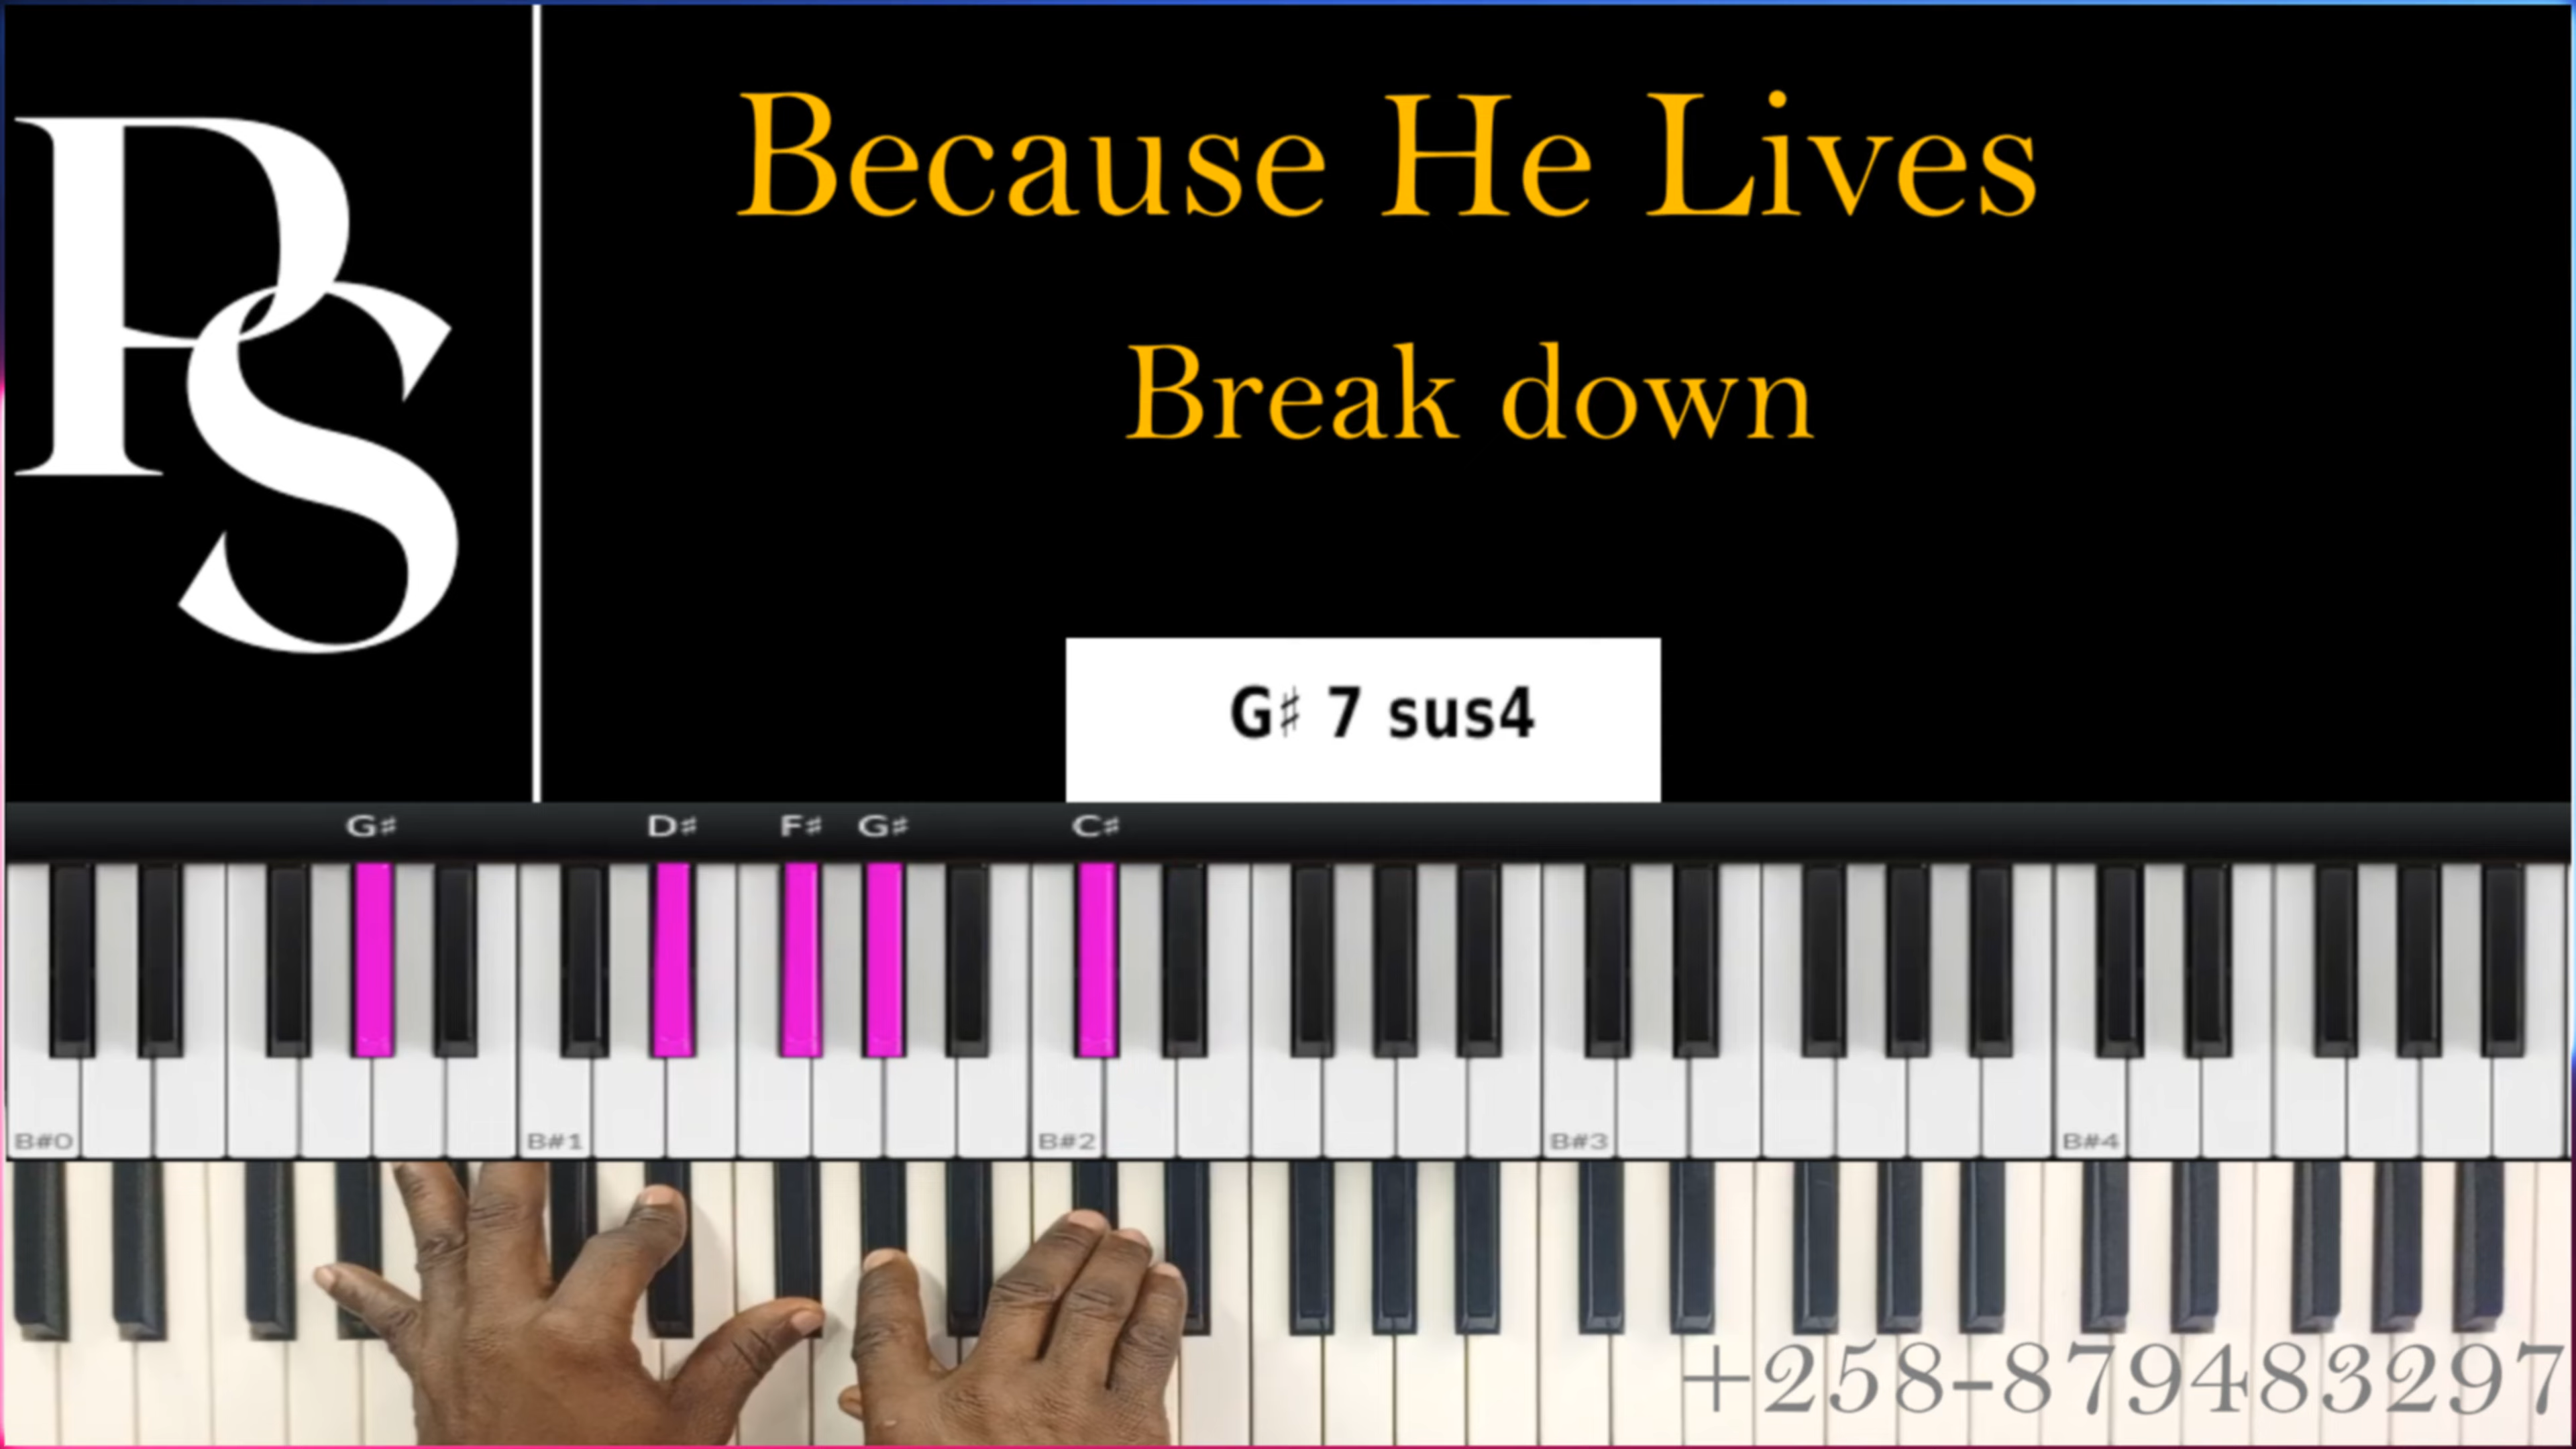 PS
Because He Lives
Break down
G♯ 7 sus4
G♯ D♯ F♯ G♯ C♯
B#0 B#1 B#2 B#3 B#4
+258-879483297